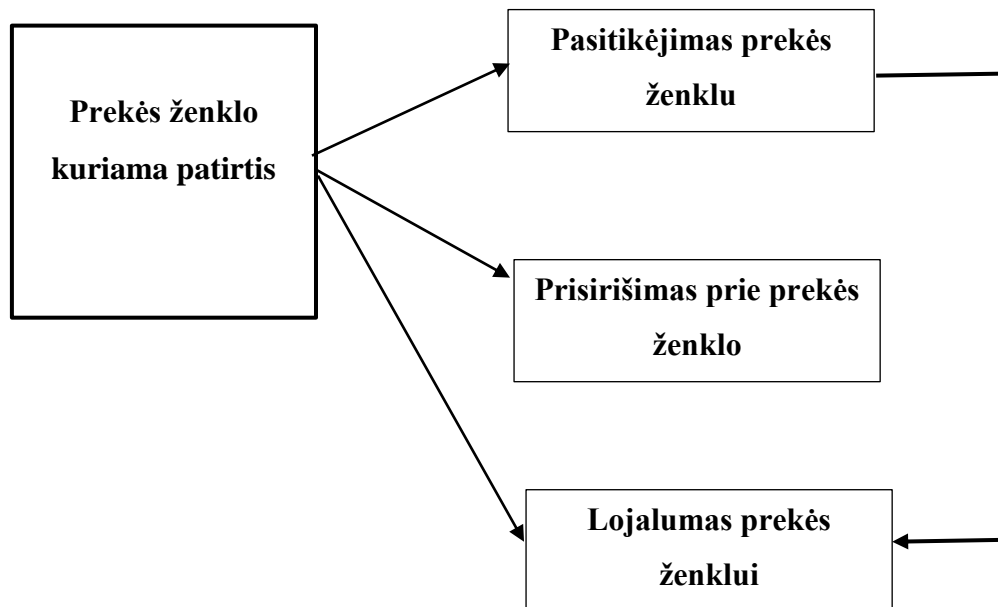 Prekės ženklo
kuriama patirtis
Pasitikėjimas prekės
ženklu
Prisirišimas prie prekės
ženklo
Lojalumas prekės
ženklui